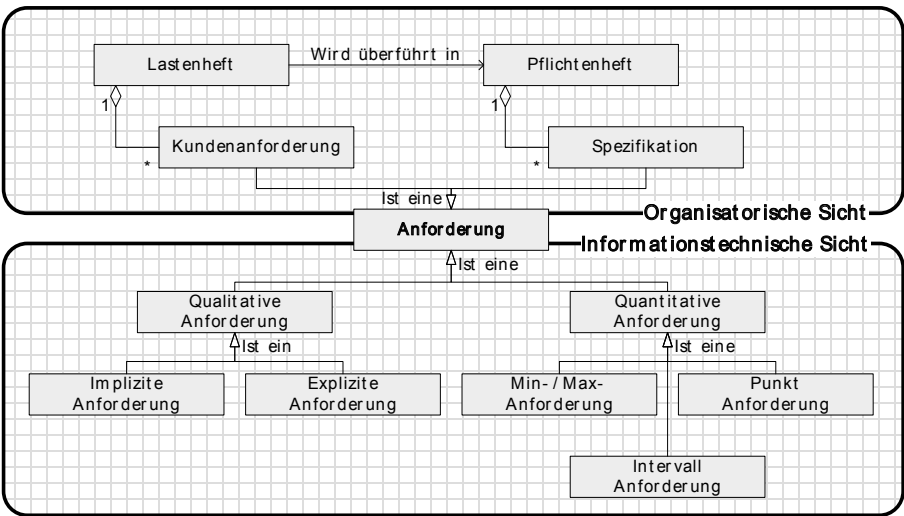 Lastenheft
Wird überführt in
Pflichtenheft
1
1
Kundenanforderung
Spezifikation
*
*
Ist eine
Organisatorische Sicht
Anforderung
Informationstechnische Sicht
Ist eine
Qualitative
Anforderung
Quantitative
Anforderung
Ist ein
Ist eine
Implizite
Anforderung
Explizite
Anforderung
Min- / Max-
Anforderung
Punkt
Anforderung
Intervall
Anforderung